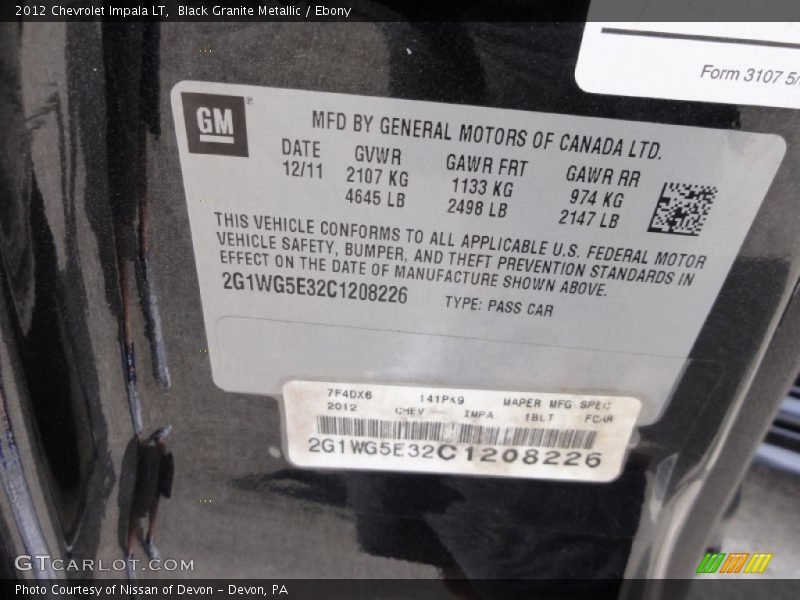 2012 Chevrolet Impala LT, Black Granite Metallic / Ebony
Form 3107 5/
GM
MFD BY GENERAL MOTORS OF CANADA LTD.
DATE GVWR GAWR FRT GAWR RR
12/11 2107 KG 1133 KG 974 KG
4645 LB 2498 LB 2147 LB
THIS VEHICLE CONFORMS TO ALL APPLICABLE U.S. FEDERAL MOTOR
VEHICLE SAFETY, BUMPER, AND THEFT PREVENTION STANDARDS IN
EFFECT ON THE DATE OF MANUFACTURE SHOWN ABOVE.
2G1WG5E32C1208226 TYPE: PASS CAR
7F4DX6 141PK9 MAPER MFG SPEC
2012 CHEV IMPA 1BLT FCAR
2G1WG5E32C1208226
GTCARLOT.COM
Photo Courtesy of Nissan of Devon - Devon, PA